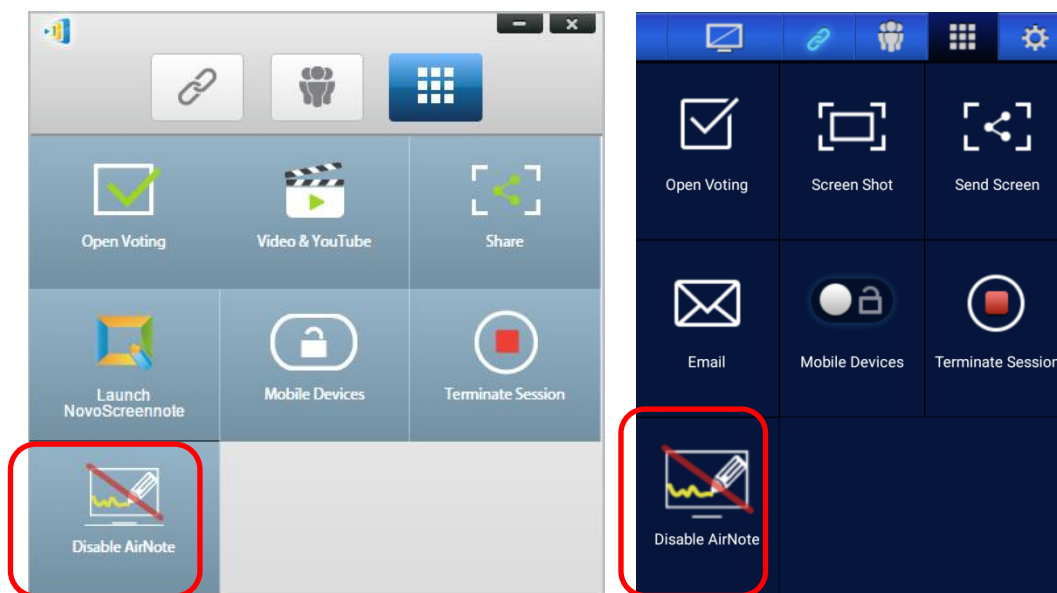 Open Voting
Video & YouTube
Share
Launch
NovoScreennote
Mobile Devices
Terminate Session
Disable AirNote
Open Voting
Screen Shot
Send Screen
Email
Mobile Devices
Terminate Session
Disable AirNote